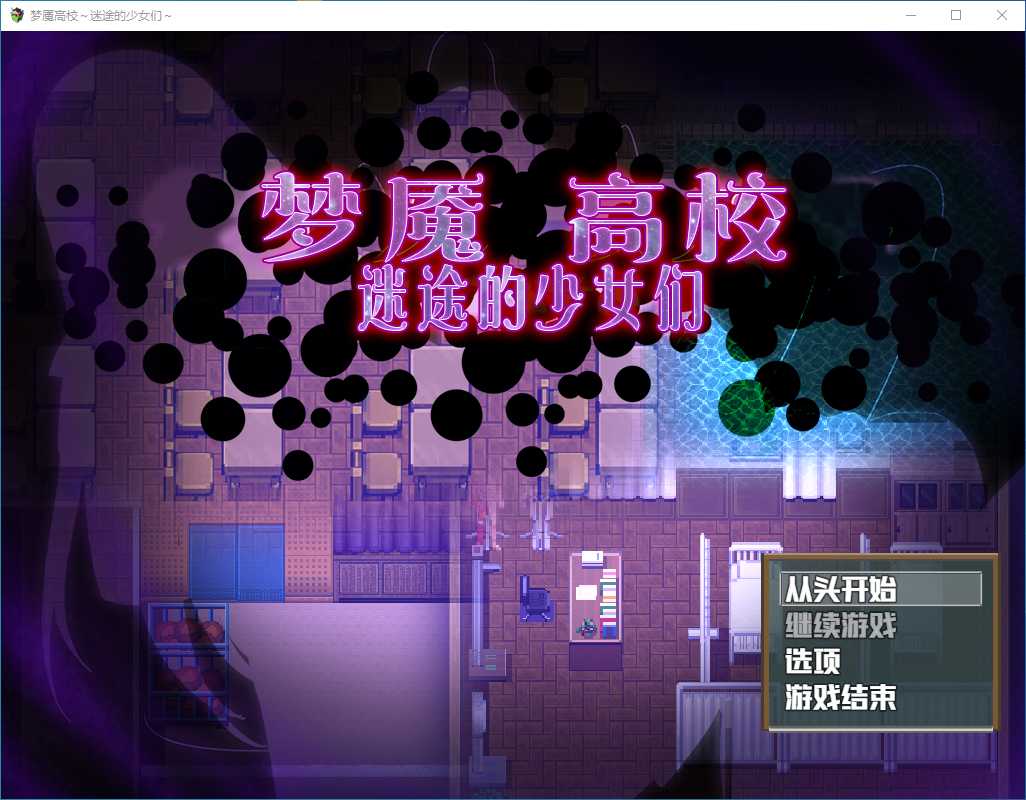 梦魇高校~迷途的少女们~
梦魇 高校
迷途的少女们
从头开始
继续游戏
选项
游戏结束